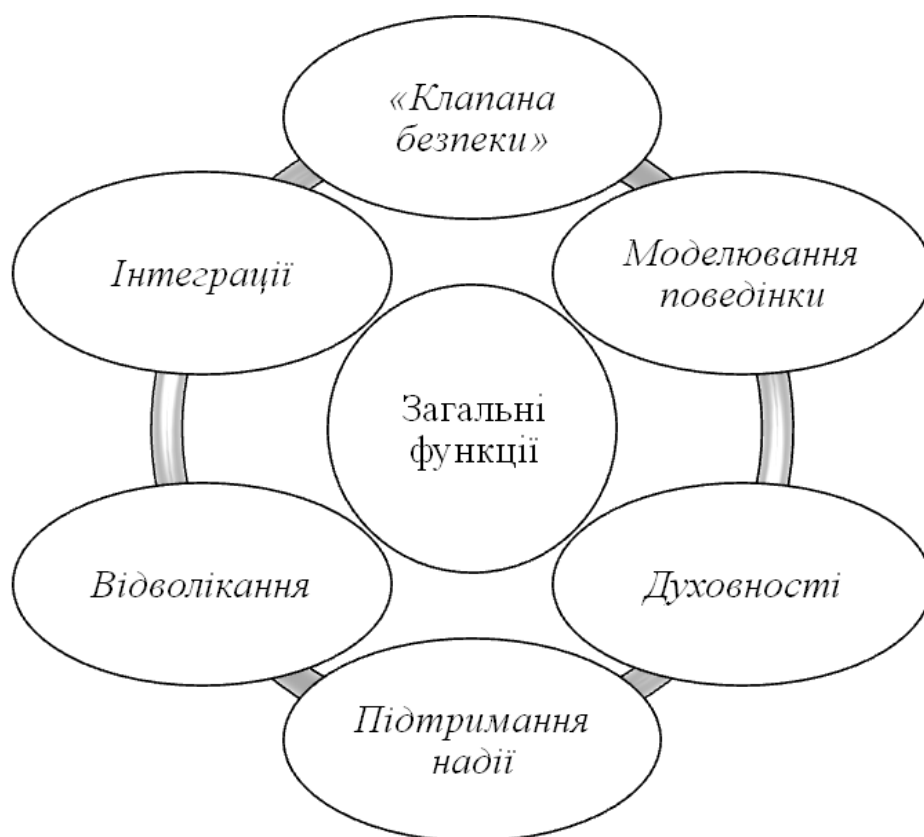 «Клапана
безпеки»
Моделювання
поведінки
Духовності
Підтримання
надії
Відволікання
Інтеграції
Загальні
функції